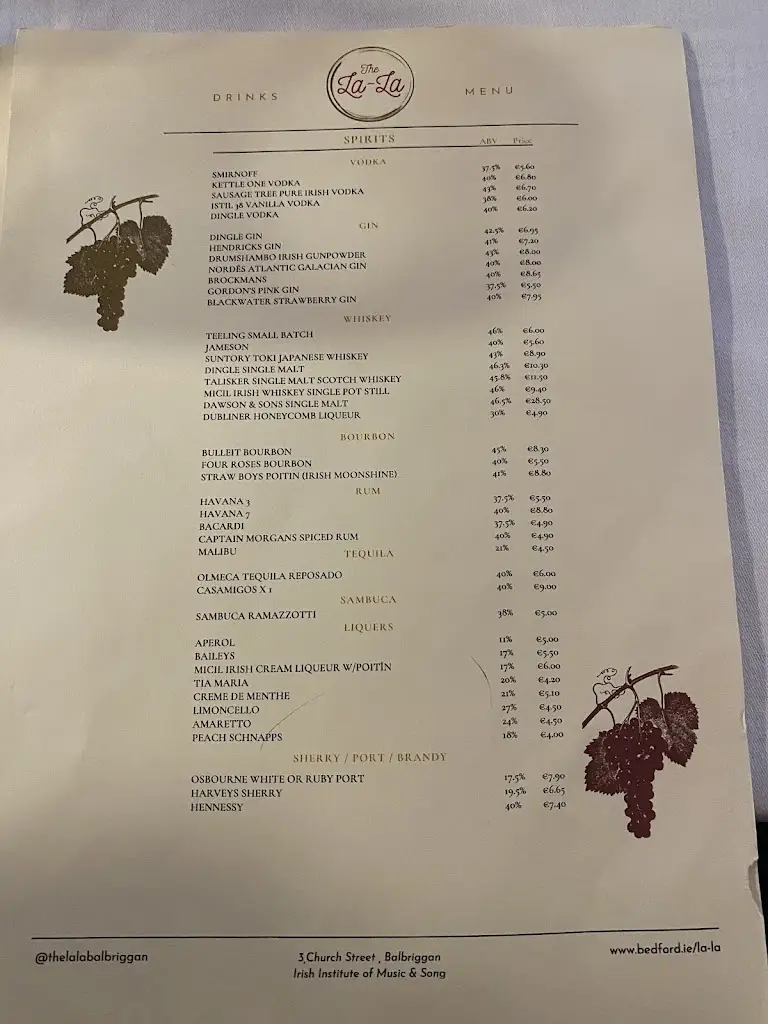 DRINKS The La-La MENU
SPIRITS ABV Price
VODKA
SMIRNOFF 37.5% €5.60
KETTLE ONE VODKA 40% €6.80
SAUSAGE TREE PURE IRISH VODKA 43% €6.70
ISTIL 38 VANILLA VODKA 38% €6.00
DINGLE VODKA 40% €6.20
GIN
DINGLE GIN 42.5% €6.95
HENDRICKS GIN 41% €7.20
DRUMSHAMBO IRISH GUNPOWDER 43% €8.00
NORDÉS ATLANTIC GALACIAN GIN 40% €8.00
BROCKMANS 40% €8.65
GORDON'S PINK GIN 37.5% €5.50
BLACKWATER STRAWBERRY GIN 40% €7.95
WHISKEY
TEELING SMALL BATCH 46% €6.00
JAMESON 40% €5.60
SUNTORY TOKI JAPANESE WHISKEY 43% €8.90
DINGLE SINGLE MALT 46.3% €10.30
TALISKER SINGLE MALT SCOTCH WHISKEY 45.8% €11.50
MICIL IRISH WHISKEY SINGLE POT STILL 46% €9.40
DAWSON & SONS SINGLE MALT 46.5% €28.50
DUBLINER HONEYCOMB LIQUEUR 30% €4.90
BOURBON
BULLEIT BOURBON 45% €8.30
FOUR ROSES BOURBON 40% €5.50
STRAW BOYS POITIN (IRISH MOONSHINE) 41% €8.80
RUM
HAVANA 3 37.5% €5.50
HAVANA 7 40% €8.80
BACARDI 37.5% €4.90
CAPTAIN MORGANS SPICED RUM 40% €4.90
MALIBU 21% €4.50
TEQUILA
OLMECA TEQUILA REPOSADO 40% €6.00
CASAMIGOS X 1 40% €9.00
SAMBUCA
SAMBUCA RAMAZZOTTI 38% €5.00
LIQUERS
APEROL 11% €5.00
BAILEYS 17% €5.50
MICIL IRISH CREAM LIQUEUR W/POITÍN 17% €6.00
TIA MARIA 20% €4.20
CREME DE MENTHE 21% €5.10
LIMONCELLO 27% €4.50
AMARETTO 24% €4.50
PEACH SCHNAPPS 18% €4.00
SHERRY / PORT / BRANDY
OSBOURNE WHITE OR RUBY PORT 17.5% €7.90
HARVEYS SHERRY 19.5% €6.65
HENNESSY 40% €7.40
@thelalabalbriggan 3,Church Street , Balbriggan www.bedford.ie/la-la
Irish Institute of Music & Song